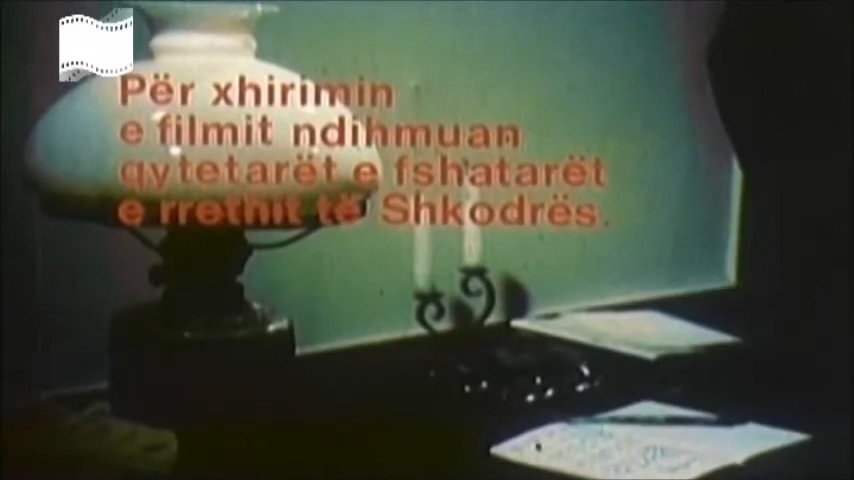 Për xhirimin
e filmit ndihmuan
qytetarët e fshatarët
e rrethit të Shkodrës.